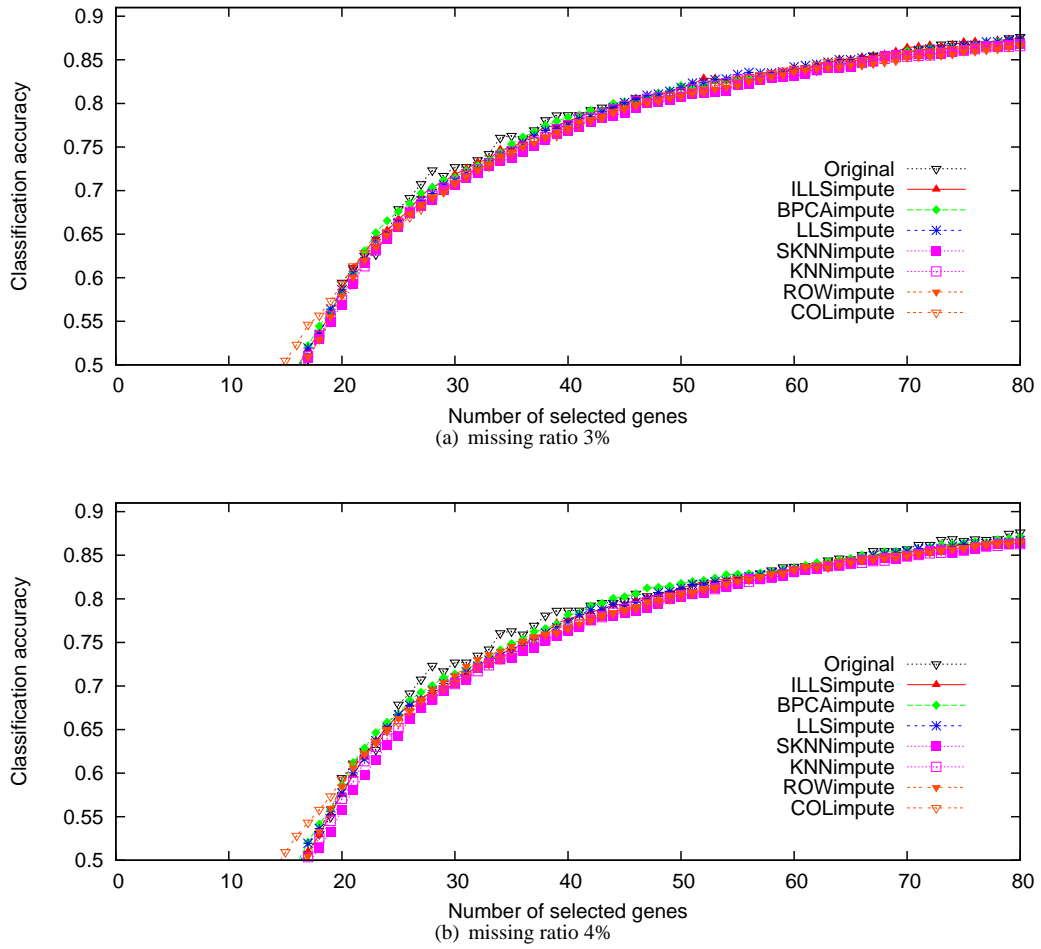 0.9
0.85
0.8
0.75
0.7
0.65
0.6
0.55
0.5
Classification accuracy
Original
ILLSimpute
BPCAimpute
LLSimpute
SKNNimpute
KNNimpute
ROWimpute
COLimpute
0 10 20 30 40 50 60 70 80
Number of selected genes
(a) missing ratio 3%
0.9
0.85
0.8
0.75
0.7
0.65
0.6
0.55
0.5
Classification accuracy
Original
ILLSimpute
BPCAimpute
LLSimpute
SKNNimpute
KNNimpute
ROWimpute
COLimpute
0 10 20 30 40 50 60 70 80
Number of selected genes
(b) missing ratio 4%